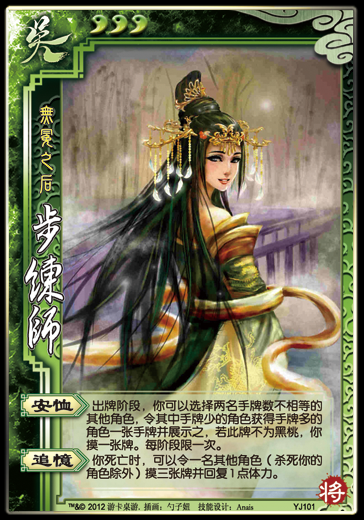 吴
無冕之后
步練師
安恤
出牌阶段，你可以选择两名手牌数不相等的
其他角色，令其中手牌少的角色获得手牌多的
角色一张手牌并展示之，若此牌不为黑桃，你
摸一张牌。每阶段限一次。
追憶
你死亡时，可以令一名其他角色（杀死你的
角色除外）摸三张牌并回复1点体力。
™&© 2012 游卡桌游. 插画：勺子妞 技能设计：Anais
YJ101
将